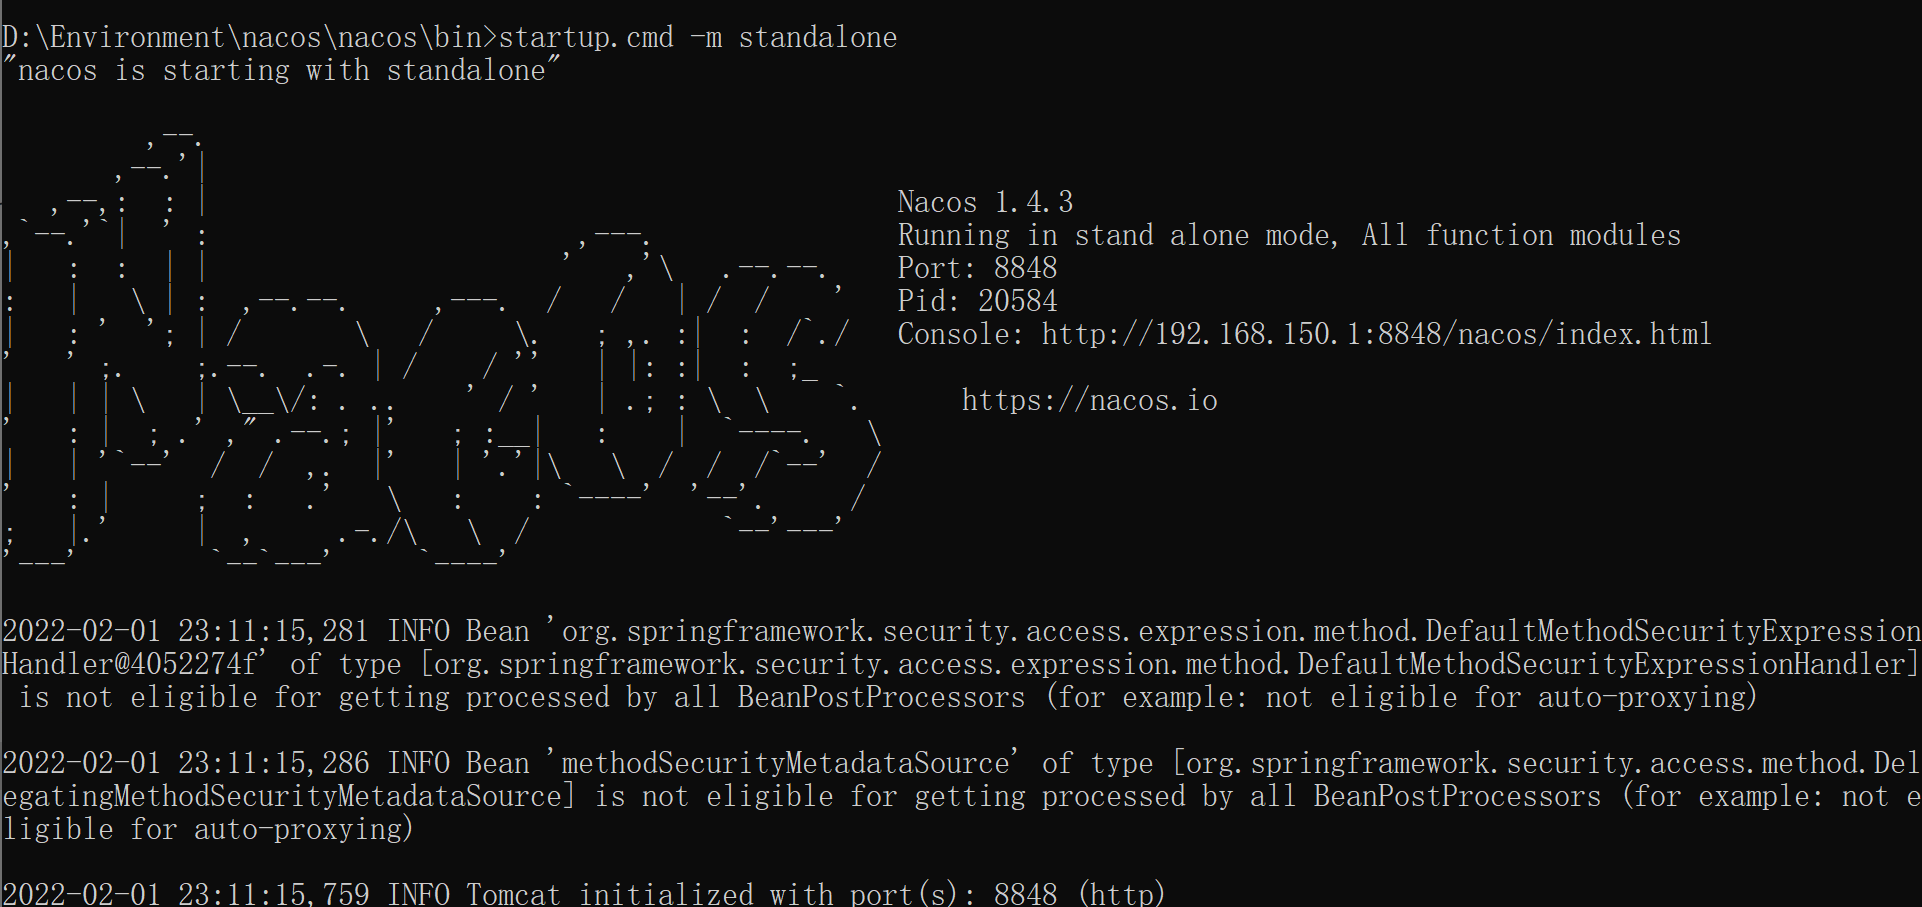 D:\Environment\nacos\nacos\bin>startup.cmd -m standalone
"nacos is starting with standalone"
Nacos 1.4.3
Running in stand alone mode, All function modules
Port: 8848
Pid: 20584
Console: http://192.168.150.1:8848/nacos/index.html
https://nacos.io
2022-02-01 23:11:15,281 INFO Bean 'org.springframework.security.access.expression.method.DefaultMethodSecurityExpression
Handler@4052274f' of type [org.springframework.security.access.expression.method.DefaultMethodSecurityExpressionHandler]
is not eligible for getting processed by all BeanPostProcessors (for example: not eligible for auto-proxying)
2022-02-01 23:11:15,286 INFO Bean 'methodSecurityMetadataSource' of type [org.springframework.security.access.method.Del
egatingMethodSecurityMetadataSource] is not eligible for getting processed by all BeanPostProcessors (for example: not e
ligible for auto-proxying)
2022-02-01 23:11:15,759 INFO Tomcat initialized with port(s): 8848 (http)